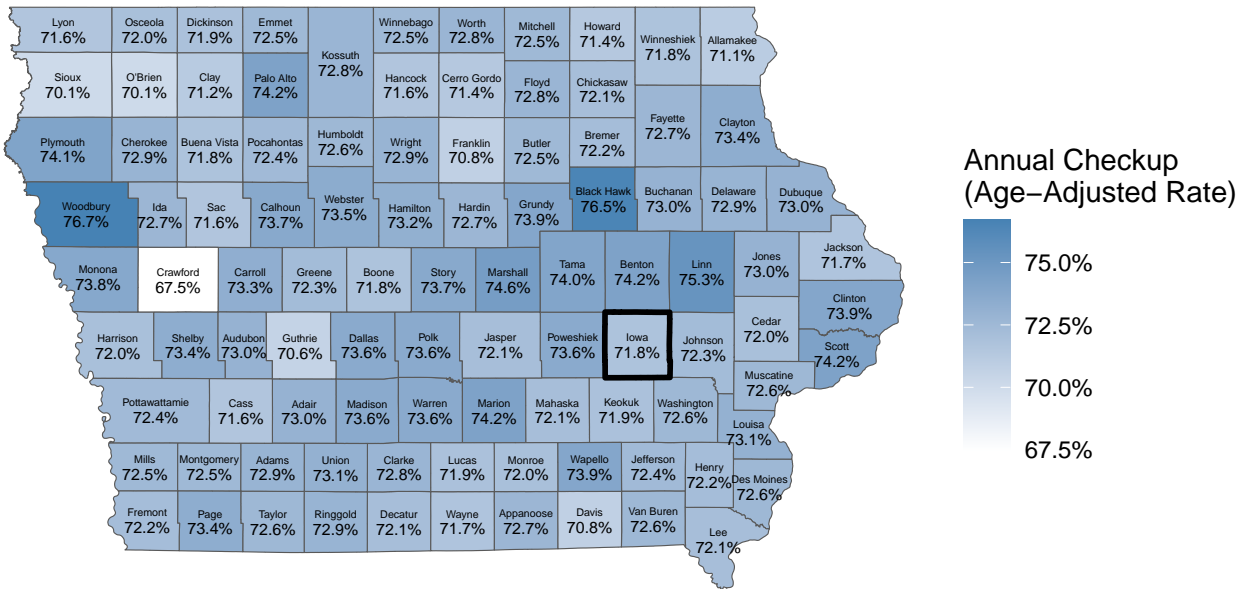 Lyon
71.6%
Osceola
72.0%
Dickinson
71.9%
Emmet
72.5%
Kossuth
72.8%
Winnebago
72.5%
Worth
72.8%
Mitchell
72.5%
Howard
71.4%
Winneshiek
71.8%
Allamakee
71.1%
Sioux
70.1%
O'Brien
70.1%
Clay
71.2%
Palo Alto
74.2%
Hancock
71.6%
Cerro Gordo
71.4%
Floyd
72.8%
Chickasaw
72.1%
Fayette
72.7%
Clayton
73.4%
Plymouth
74.1%
Cherokee
72.9%
Buena Vista
71.8%
Pocahontas
72.4%
Humboldt
72.6%
Wright
72.9%
Franklin
70.8%
Butler
72.5%
Bremer
72.2%
Woodbury
76.7%
Ida
72.7%
Sac
71.6%
Calhoun
73.7%
Webster
73.5%
Hamilton
73.2%
Hardin
72.7%
Grundy
73.9%
Black Hawk
76.5%
Buchanan
73.0%
Delaware
72.9%
Dubuque
73.0%
Monona
73.8%
Crawford
67.5%
Carroll
73.3%
Greene
72.3%
Boone
71.8%
Story
73.7%
Marshall
74.6%
Tama
74.0%
Benton
74.2%
Linn
75.3%
Jones
73.0%
Jackson
71.7%
Clinton
73.9%
Harrison
72.0%
Shelby
73.4%
Audubon
73.0%
Guthrie
70.6%
Dallas
73.6%
Polk
73.6%
Jasper
72.1%
Poweshiek
73.6%
Iowa
71.8%
Johnson
72.3%
Cedar
72.0%
Scott
74.2%
Muscatine
72.6%
Pottawattamie
72.4%
Cass
71.6%
Adair
73.0%
Madison
73.6%
Warren
73.6%
Marion
74.2%
Mahaska
72.1%
Keokuk
71.9%
Washington
72.6%
Louisa
73.1%
Mills
72.5%
Montgomery
72.5%
Adams
72.9%
Union
73.1%
Clarke
72.8%
Lucas
71.9%
Monroe
72.0%
Wapello
73.9%
Jefferson
72.4%
Henry
72.2%
Des Moines
72.6%
Fremont
72.2%
Page
73.4%
Taylor
72.6%
Ringgold
72.9%
Decatur
72.1%
Wayne
71.7%
Appanoose
72.7%
Davis
70.8%
Van Buren
72.6%
Lee
72.1%
Annual Checkup
(Age−Adjusted Rate)
75.0%
72.5%
70.0%
67.5%